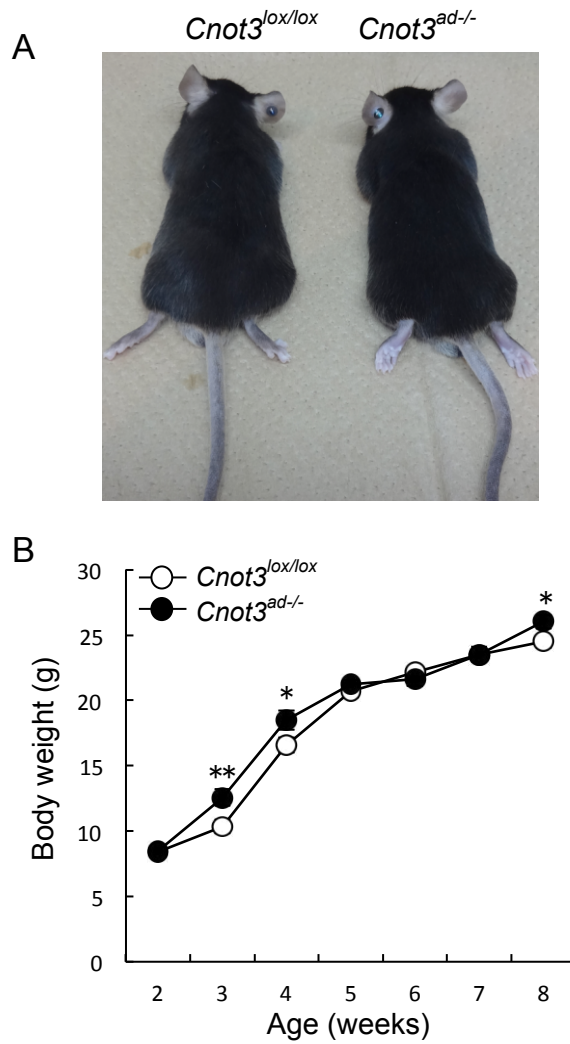 Cnot3lox/lox Cnot3ad-/-
A
B
30
25
20
15
10
5
0
Body weight (g)
Cnot3lox/lox
Cnot3ad-/-
**
*
*
2 3 4 5 6 7 8
Age (weeks)